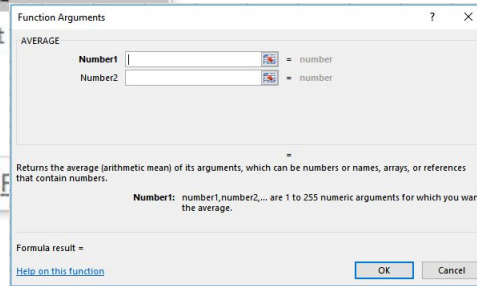 Function Arguments ? X
AVERAGE
Number1 = number
Number2 = number
=
Returns the average (arithmetic mean) of its arguments, which can be numbers or names, arrays, or references
that contain numbers.
Number1: number1,number2,... are 1 to 255 numeric arguments for which you
the average.
Formula result =
Help on this function OK Cancel